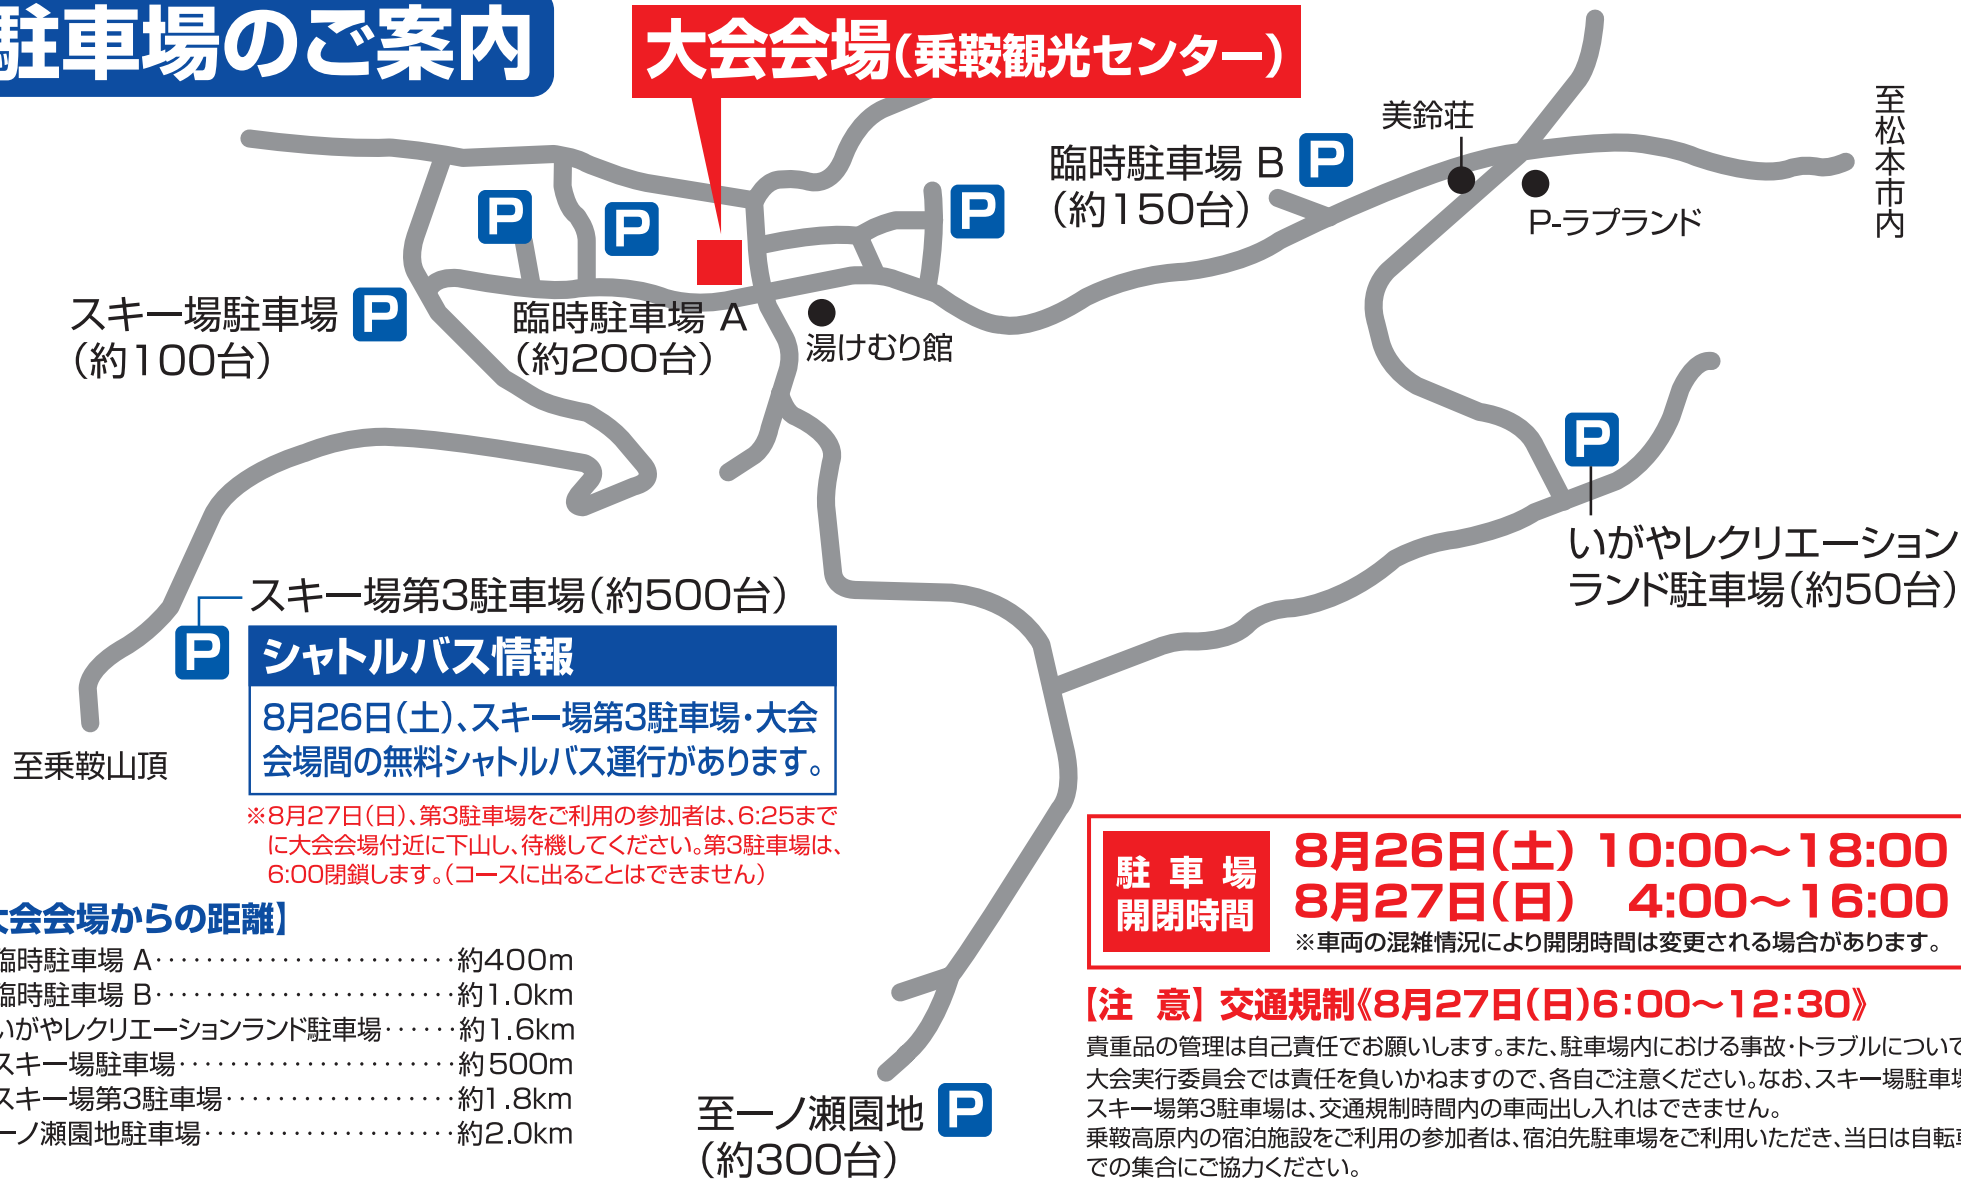 駐車場のご案内
大会会場(乗鞍観光センター)
美鈴荘
至松本市内
臨時駐車場 B
(約150台)
P-ラプランド
スキー場駐車場
(約100台)
臨時駐車場 A
(約200台)
湯けむり館
いがやレクリエーション
ランド駐車場(約50台)
スキー場第3駐車場(約500台)
シャトルバス情報
8月26日(土)、スキー場第3駐車場・大会
会場間の無料シャトルバス運行があります。
至乗鞍山頂
※8月27日(日)、第3駐車場をご利用の参加者は、6:25まで
に大会会場付近に下山し、待機してください。第3駐車場は、
6:00閉鎖します。(コースに出ることはできません)
大会会場からの距離】
臨時駐車場 A‥‥‥‥‥‥‥‥‥‥‥‥約400m
臨時駐車場 B‥‥‥‥‥‥‥‥‥‥‥‥約1.0km
いがやレクリエーションランド駐車場‥‥‥約1.6km
スキー場駐車場‥‥‥‥‥‥‥‥‥‥‥約500m
スキー場第3駐車場‥‥‥‥‥‥‥‥‥約1.8km
一ノ瀬園地駐車場‥‥‥‥‥‥‥‥‥‥約2.0km
至一ノ瀬園地
(約300台)
P
P
P
P
P
P
P
P
駐車場
開閉時間
8月26日(土) 10:00〜18:00
8月27日(日) 4:00〜16:00
※車両の混雑情況により開閉時間は変更される場合があります。
【注 意】交通規制《8月27日(日)6:00〜12:30》
貴重品の管理は自己責任でお願いします。また、駐車場内における事故・トラブルについて
大会実行委員会では責任を負いかねますので、各自ご注意ください。なお、スキー場駐車場
スキー場第3駐車場は、交通規制時間内の車両出し入れはできません。
乗鞍高原内の宿泊施設をご利用の参加者は、宿泊先駐車場をご利用いただき、当日は自転車
での集合にご協力ください。